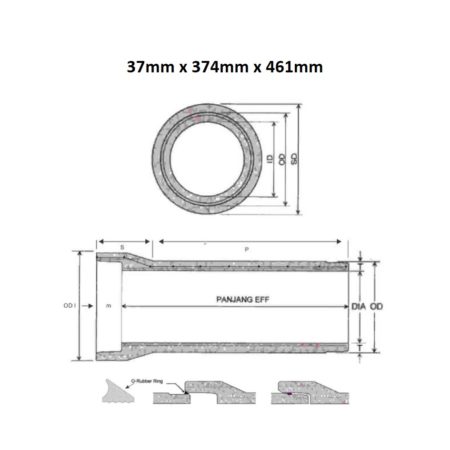 37mm x 374mm x 461mm
ID
OD
SD
S
P
OD I
m
PANJANG EFF
DIA
OD
O-Rubber Ring